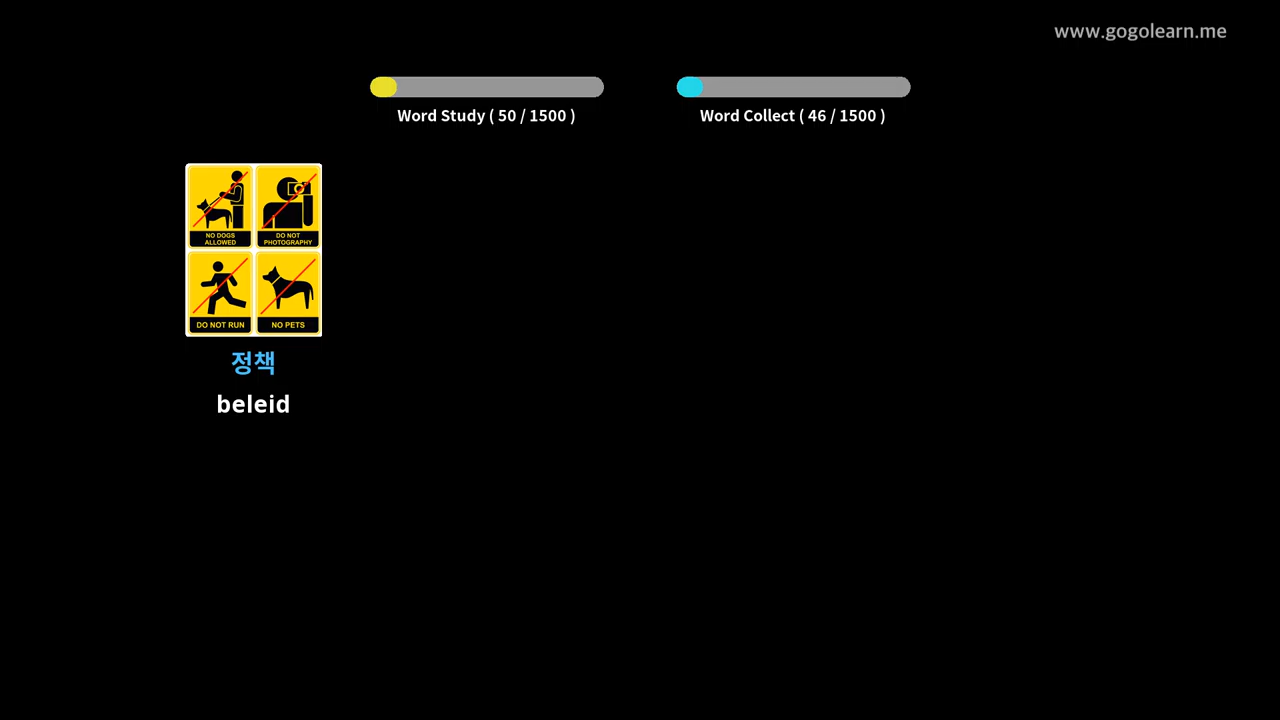 www.gogolearn.me
Word Study ( 50 / 1500 )
Word Collect ( 46 / 1500 )
NO DOGS
ALLOWED
DO NOT
PHOTOGRAPHY
DO NOT RUN
NO PETS
정책
beleid